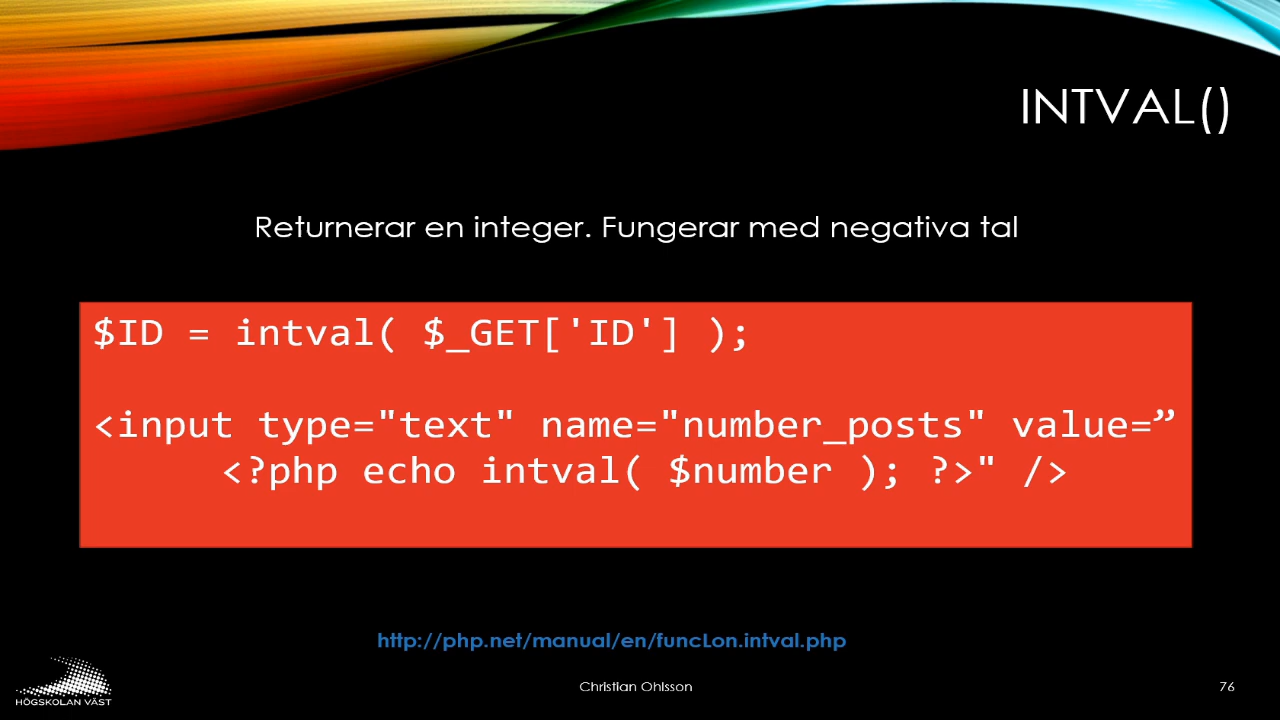 INTVAL()
Returnerar en integer. Fungerar med negativa tal
$ID = intval( $_GET['ID'] );
<input type="text" name="number_posts" value=”
<?php echo intval( $number ); ?>" />
http://php.net/manual/en/funcLon.intval.php
HÖGSKOLAN VÄST
Christian Ohlsson
76